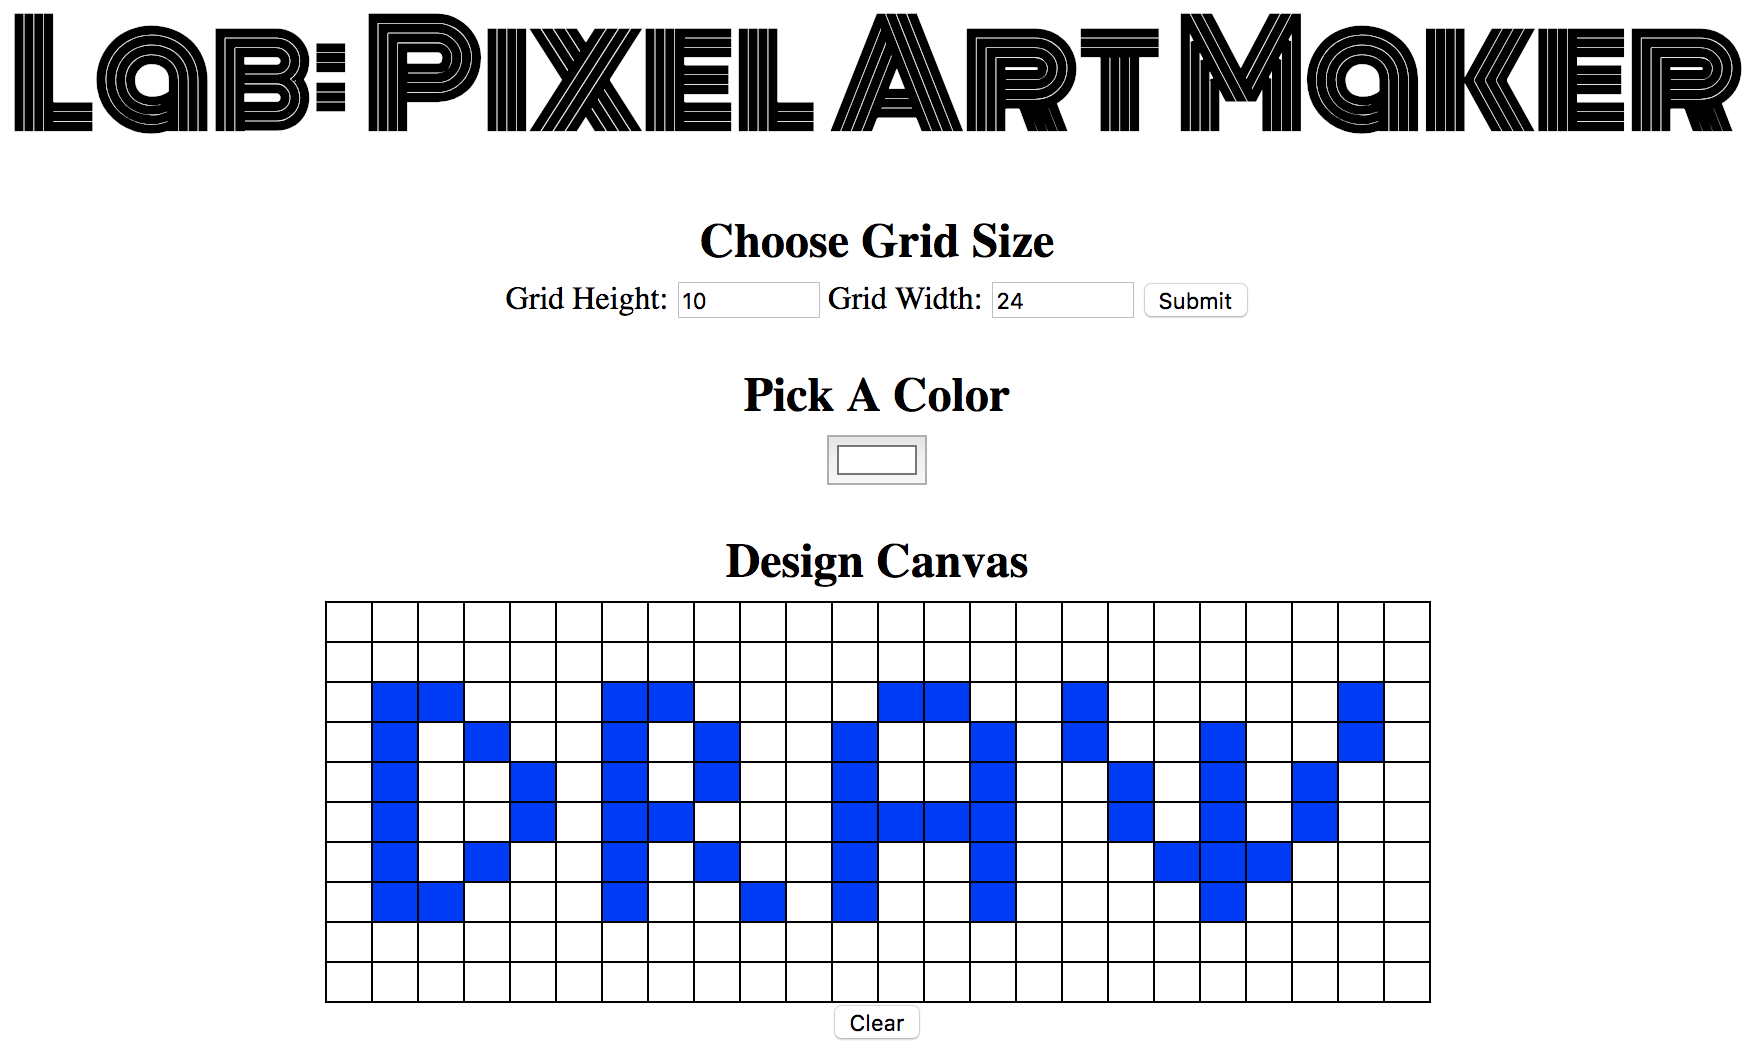 Lab: Pixel Art Maker
Choose Grid Size
Grid Height: 10 Grid Width: 24 Submit
Pick A Color
Design Canvas
DRAW
Clear